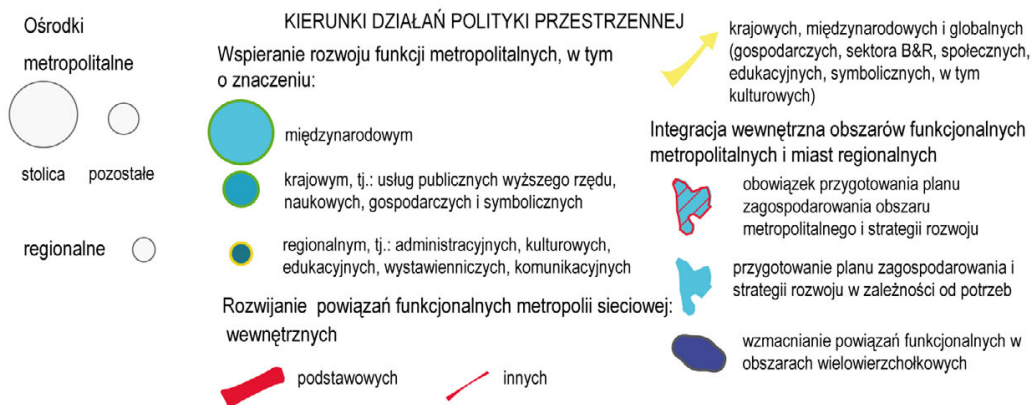 Ośrodki
metropolitalne
stolica pozostałe
regionalne
KIERUNKI DZIAŁAŃ POLITYKI PRZESTRZENNEJ
Wspieranie rozwoju funkcji metropolitalnych, w tym
o znaczeniu:
międzynarodowym
krajowym, tj.: usług publicznych wyższego rzędu,
naukowych, gospodarczych i symbolicznych
regionalnym, tj.: administracyjnych, kulturowych,
edukacyjnych, wystawienniczych, komunikacyjnych
Rozwijanie powiązań funkcjonalnych metropolii sieciowej:
wewnętrznych
podstawowych innych
krajowych, międzynarodowych i globalnych
(gospodarczych, sektora B&R, społecznych,
edukacyjnych, symbolicznych, w tym
kulturowych)
Integracja wewnętrzna obszarów funkcjonalnych
metropolitalnych i miast regionalnych
obowiązek przygotowania planu
zagospodarowania obszaru
metropolitalnego i strategii rozwoju
przygotowanie planu zagospodarowania i
strategii rozwoju w zależności od potrzeb
wzmacnianie powiązań funkcjonalnych w
obszarach wielowierzchołkowych